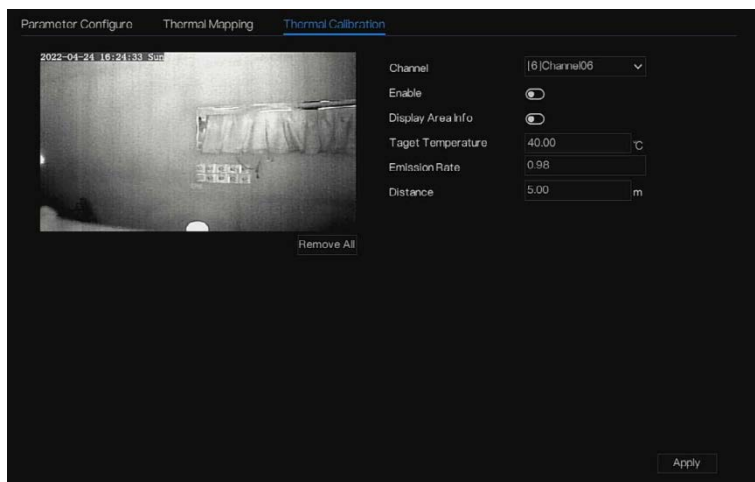 Parameter Configure Thermal Mapping Thermal Calibration
2022-04-24 16:24:33 Sun
Channel [6]Channel06
Enable
Display Area Info
Taget Temperature 40.00 ℃
Emission Rate 0.98
Distance 5.00 m
Remove All
Apply